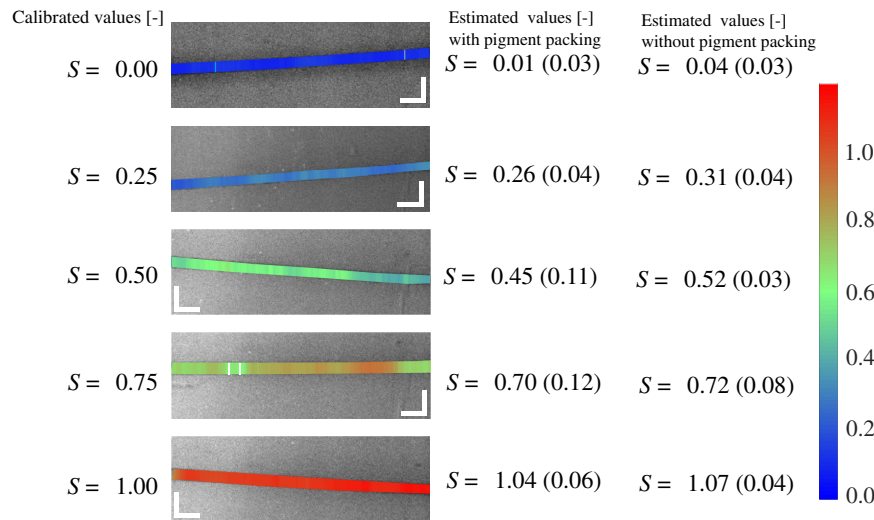 Calibrated values [-]
Estimated values [-]
with pigment packing
Estimated values [-]
without pigment packing
S = 0.00
S = 0.01 (0.03)
S = 0.04 (0.03)
S = 0.25
S = 0.26 (0.04)
S = 0.31 (0.04)
S = 0.50
S = 0.45 (0.11)
S = 0.52 (0.03)
S = 0.75
S = 0.70 (0.12)
S = 0.72 (0.08)
S = 1.00
S = 1.04 (0.06)
S = 1.07 (0.04)
1.0
0.8
0.6
0.4
0.2
0.0